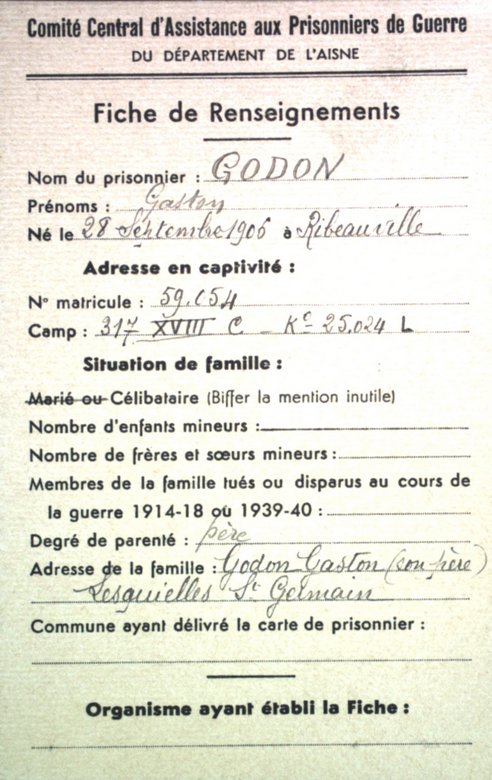 Comité Central d'Assistance aux Prisonniers de Guerre
DU DÉPARTEMENT DE L'AISNE
Fiche de Renseignements
Nom du prisonnier : GODON
Prénoms : Gaston
Né le 28 Septembre 1906 à Ribeauville
Adresse en captivité :
N° matricule : 59.054
Camp : 317 XVIII C - Kº 25.024 L
Situation de famille :
Marié ou Célibataire (Biffer la mention inutile)
Nombre d'enfants mineurs :
Nombre de frères et sœurs mineurs :
Membres de la famille tués ou disparus au cours de
la guerre 1914-18 où 1939-40 :
Degré de parenté : père
Adresse de la famille : Godon Gaston (son père)
Lesquielles St Germain
Commune ayant délivré la carte de prisonnier :
Organisme ayant établi la Fiche :